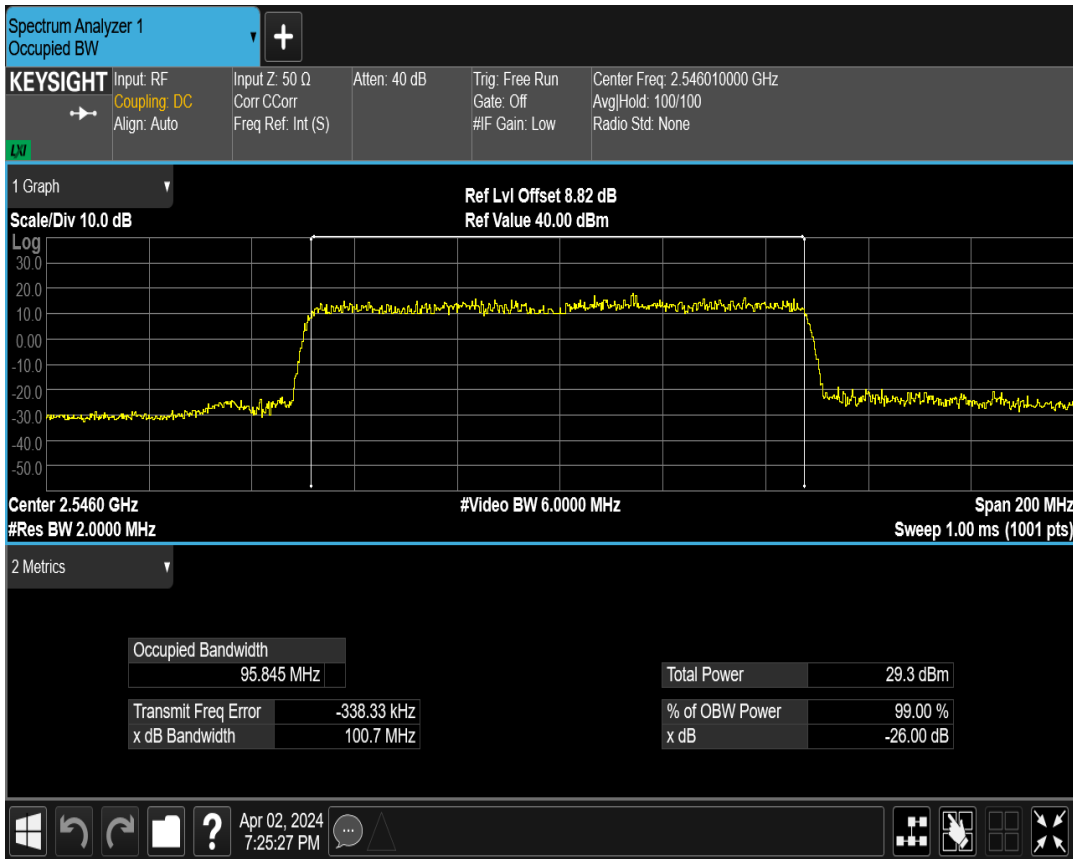 Spectrum Analyzer 1
Occupied BW
+
KEYSIGHT
LXI
Input: RF
Coupling: DC
Align: Auto
Input Z: 50 Ω
Corr CCorr
Freq Ref: Int (S)
Atten: 40 dB
Trig: Free Run
Gate: Off
#IF Gain: Low
Center Freq: 2.546010000 GHz
Avg|Hold: 100/100
Radio Std: None
1 Graph
Scale/Div 10.0 dB
Ref Lvl Offset 8.82 dB
Ref Value 40.00 dBm
Log
30.0
20.0
10.0
0.00
-10.0
-20.0
-30.0
-40.0
-50.0
Center 2.5460 GHz
#Video BW 6.0000 MHz
Span 200 MHz
#Res BW 2.0000 MHz
Sweep 1.00 ms (1001 pts)
2 Metrics
Occupied Bandwidth
95.845 MHz
Total Power 29.3 dBm
Transmit Freq Error -338.33 kHz
% of OBW Power 99.00 %
x dB Bandwidth 100.7 MHz
x dB -26.00 dB
?
Apr 02, 2024
7:25:27 PM